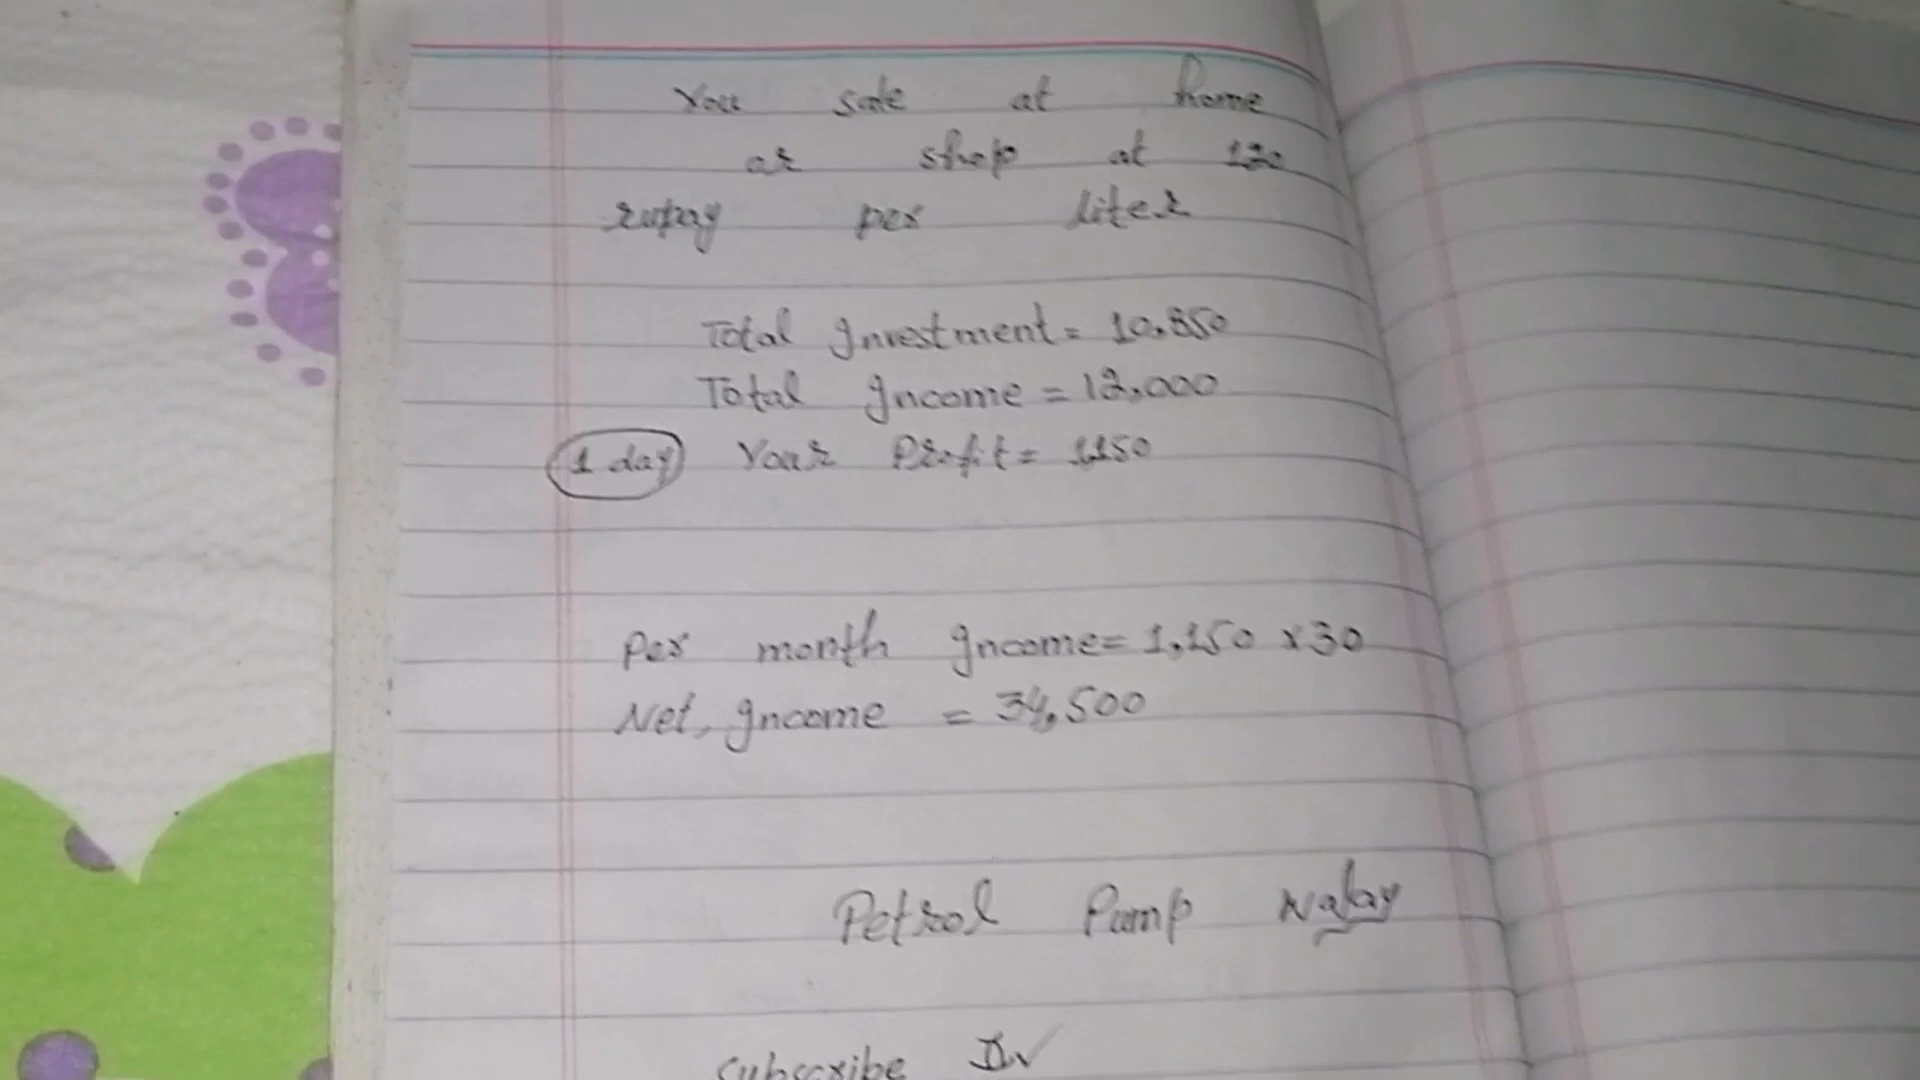 You sale at home
or shop at 120
rupay per liter
Total Investment = 10,850
Total Income = 12,000
1 day Your Profit = 1150
Per month Income = 1,150 x 30
Net, Income = 34,500
Petrol Pump
Subscribe